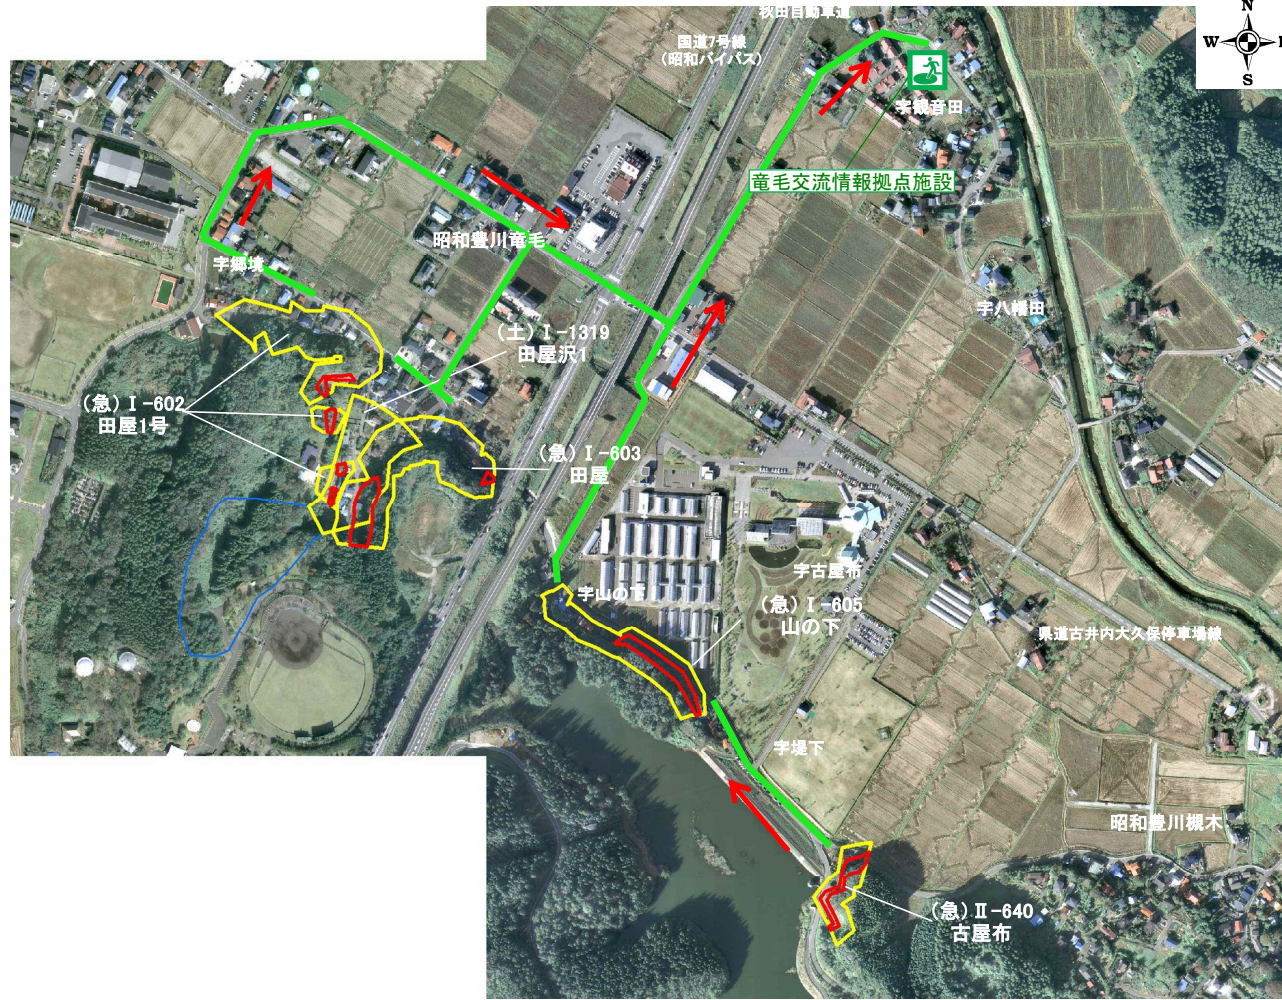 秋田自動車道
N
W
E
S
国道7号線
(昭和バイパス)
字観音田
竜毛交流情報拠点施設
昭和豊川竜毛
字郷境
字八幡田
(土)Ⅰ-1319
田屋沢1
(急)Ⅰ-602
田屋1号
(急)Ⅰ-603
田屋
字古屋布
字山の下
(急)Ⅰ-605
山の下
県道古井内大久保停車場線
字堤下
昭和豊川槻木
(急)Ⅱ-640
古屋布